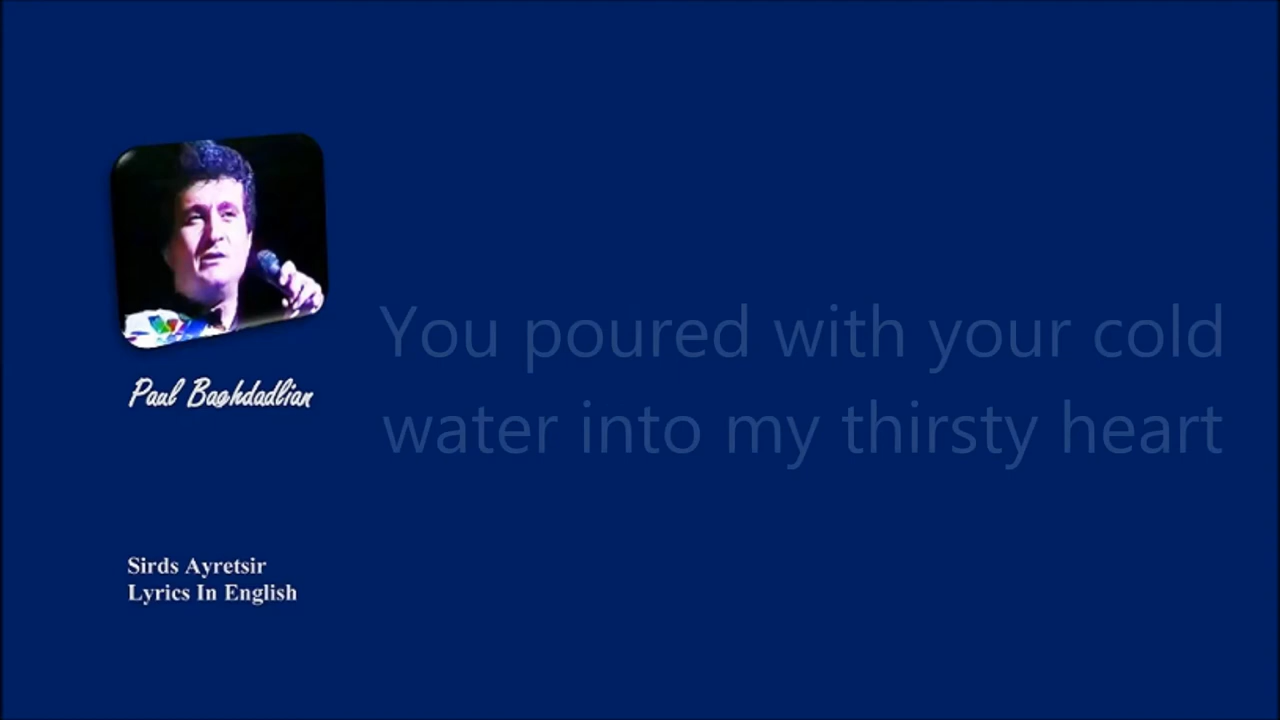 You poured with your cold
water into my thirsty heart
Paul Baghdadlian
Sirds Ayretsir
Lyrics In English